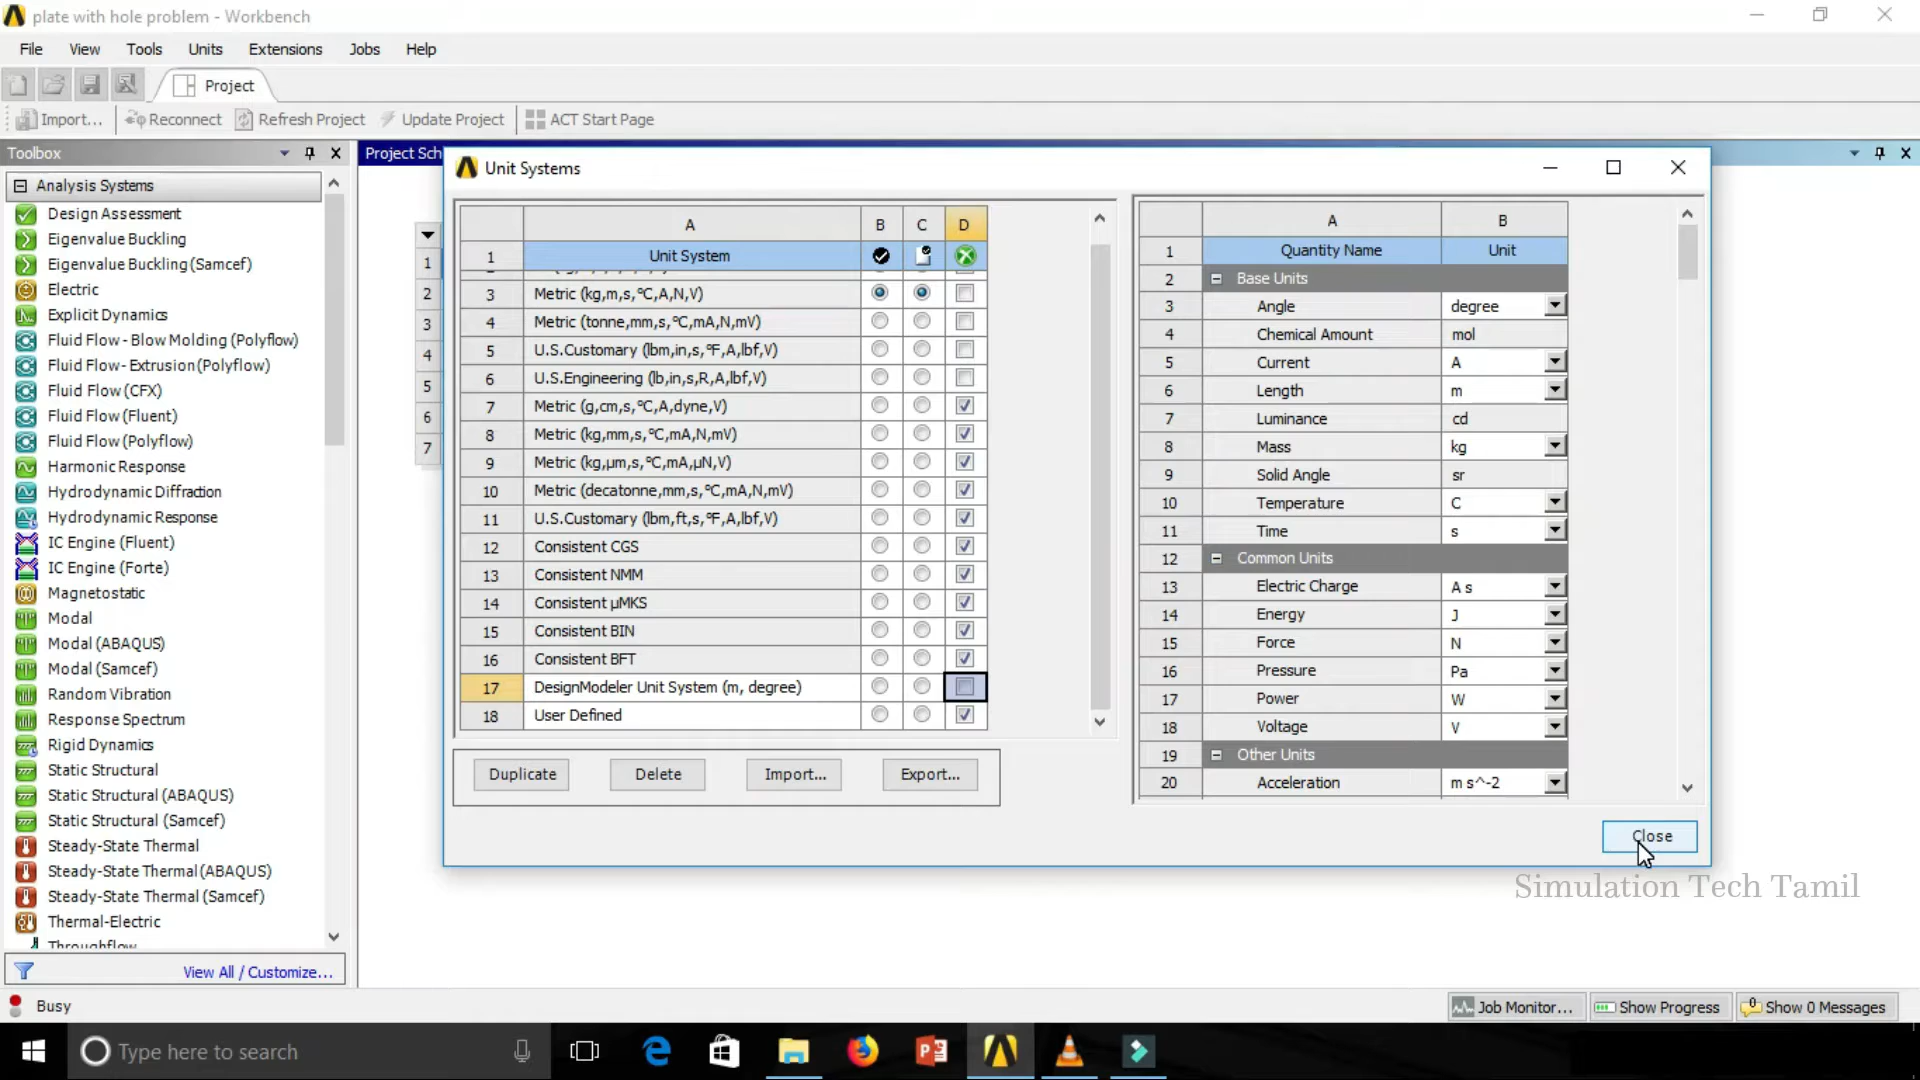 plate with hole problem - Workbench
File View Tools Units Extensions Jobs Help
Project
Import... Reconnect Refresh Project Update Project ACT Start Page
Toolbox
Analysis Systems
Design Assessment
Eigenvalue Buckling
Eigenvalue Buckling (Samcef)
Electric
Explicit Dynamics
Fluid Flow - Blow Molding (Polyflow)
Fluid Flow - Extrusion (Polyflow)
Fluid Flow (CFX)
Fluid Flow (Fluent)
Fluid Flow (Polyflow)
Harmonic Response
Hydrodynamic Diffraction
Hydrodynamic Response
IC Engine (Fluent)
IC Engine (Forte)
Magnetostatic
Modal
Modal (ABAQUS)
Modal (Samcef)
Random Vibration
Response Spectrum
Rigid Dynamics
Static Structural
Static Structural (ABAQUS)
Static Structural (Samcef)
Steady-State Thermal
Steady-State Thermal (ABAQUS)
Steady-State Thermal (Samcef)
Thermal-Electric
Throughflow
View All / Customize...
Project Sch
1
2
3
4
5
6
7
Unit Systems
A B C D
1 Unit System
3 Metric (kg,m,s,°C,A,N,V)
4 Metric (tonne,mm,s,°C,mA,N,mV)
5 U.S.Customary (lbm,in,s,°F,A,lbf,V)
6 U.S.Engineering (lb,in,s,R,A,lbf,V)
7 Metric (g,cm,s,°C,A,dyne,V)
8 Metric (kg,mm,s,°C,mA,N,mV)
9 Metric (kg,µm,s,°C,mA,µN,V)
10 Metric (decatonne,mm,s,°C,mA,N,mV)
11 U.S.Customary (lbm,ft,s,°F,A,lbf,V)
12 Consistent CGS
13 Consistent NMM
14 Consistent µMKS
15 Consistent BIN
16 Consistent BFT
17 DesignModeler Unit System (m, degree)
18 User Defined
Duplicate Delete Import... Export...
A B
1 Quantity Name Unit
2 Base Units
3 Angle degree
4 Chemical Amount mol
5 Current A
6 Length m
7 Luminance cd
8 Mass kg
9 Solid Angle sr
10 Temperature C
11 Time s
12 Common Units
13 Electric Charge A s
14 Energy J
15 Force N
16 Pressure Pa
17 Power W
18 Voltage V
19 Other Units
20 Acceleration m s^-2
Close
Simulation Tech Tamil
Busy
Job Monitor... Show Progress Show 0 Messages
Type here to search